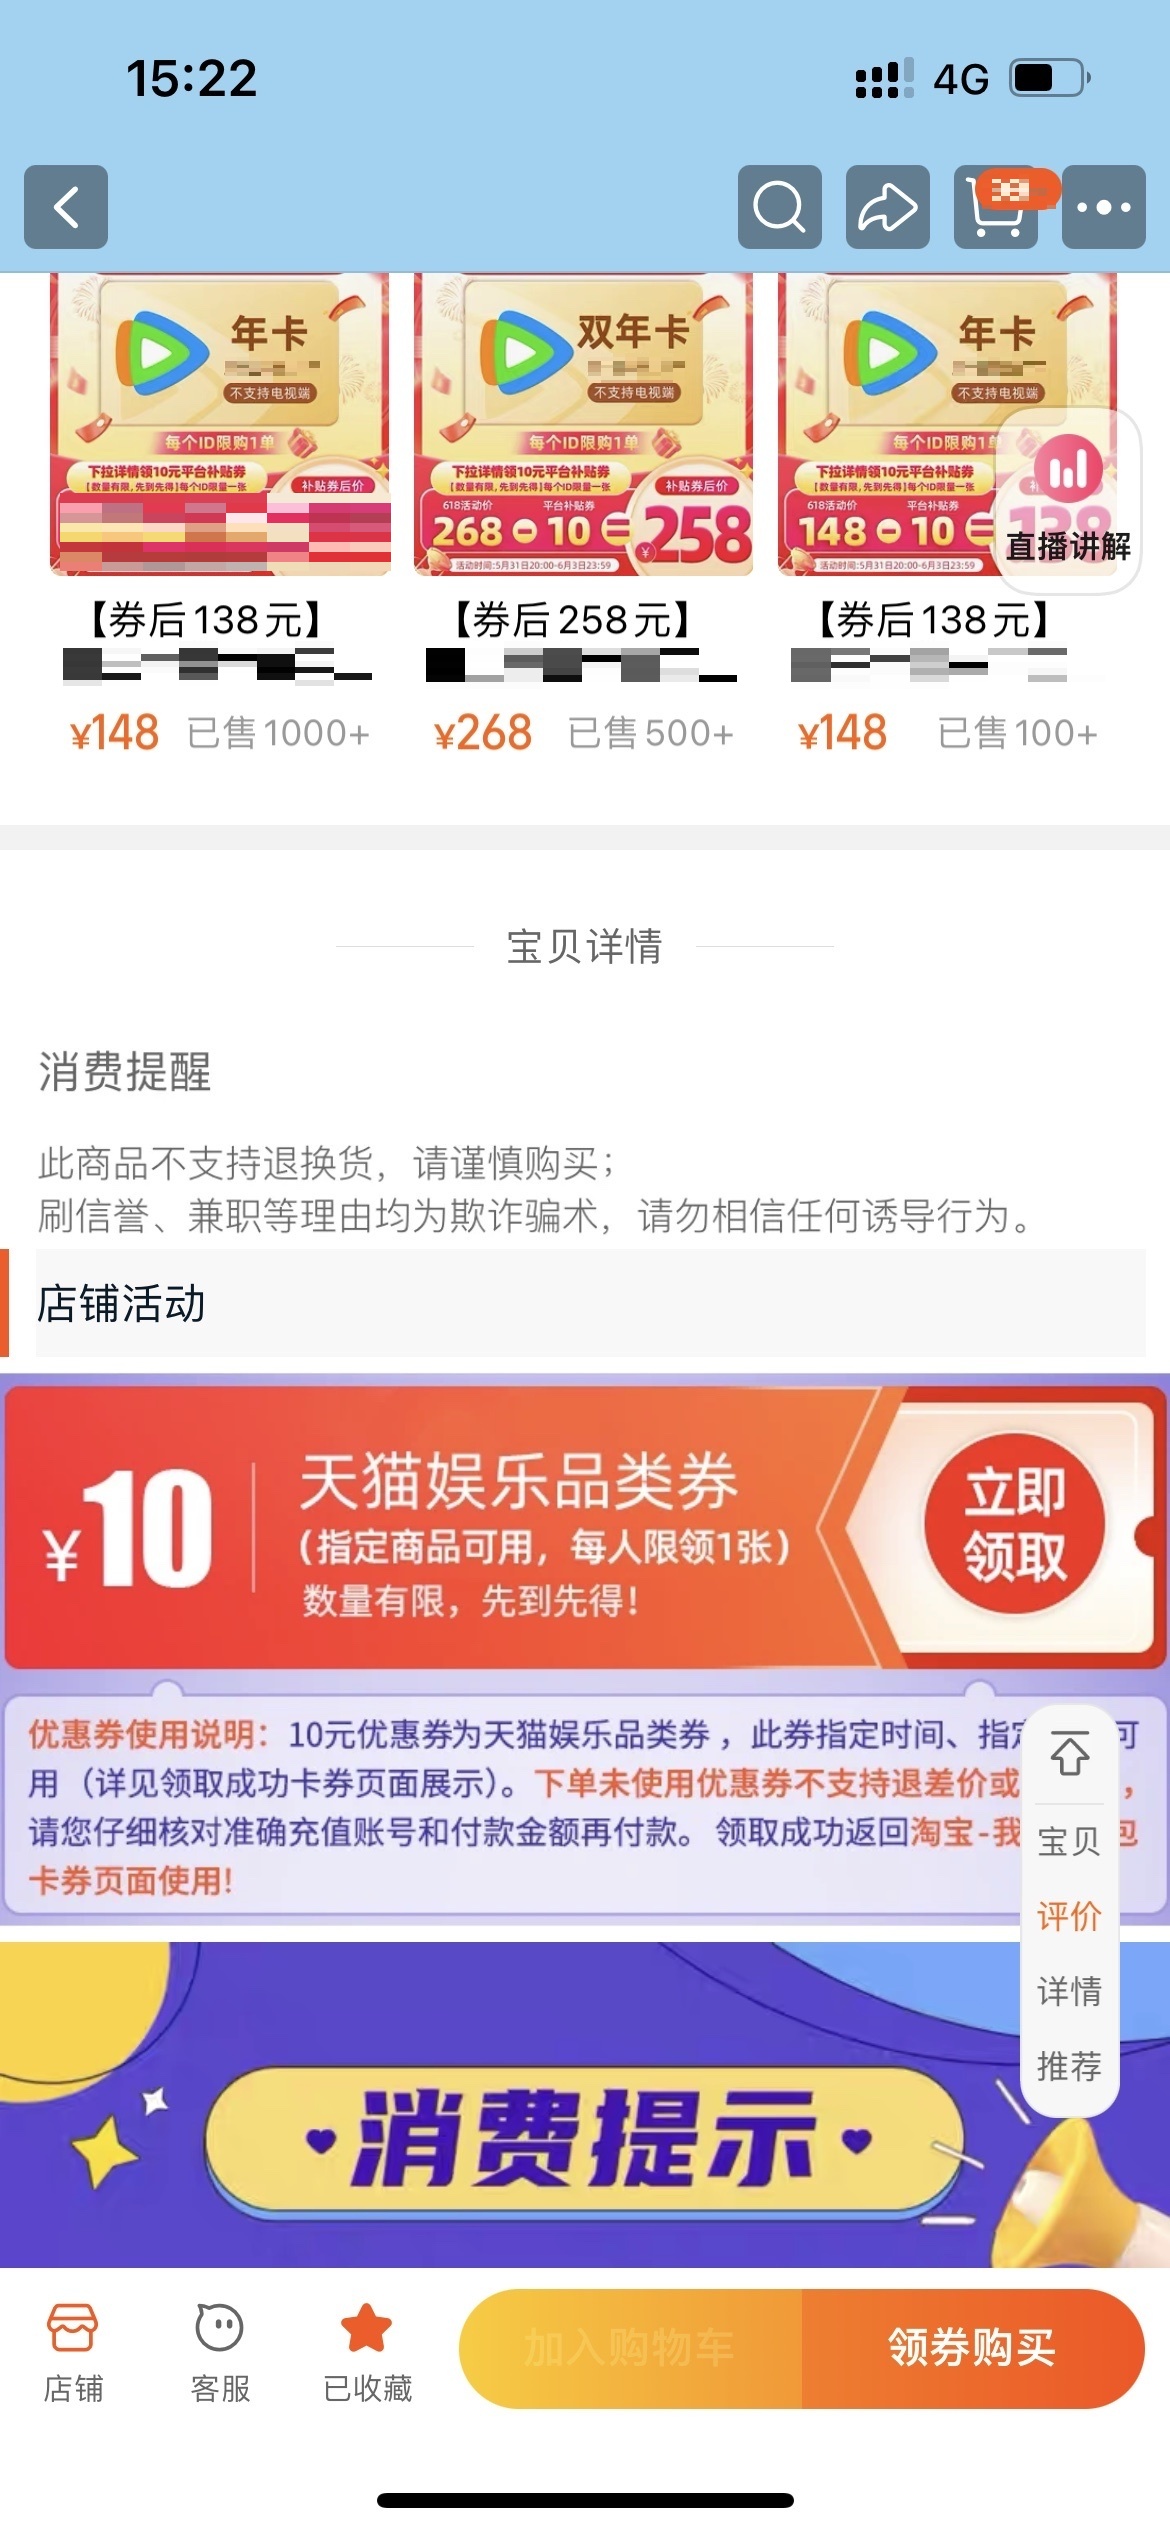 15:22
4G
年卡
不支持电视端
每个ID限购1单
下拉详情领10元平台补贴券
【数量有限,先到先得】每个ID限量一张
补贴券后价
双年卡
不支持电视端
每个ID限购1单
下拉详情领10元平台补贴券
【数量有限,先到先得】每个ID限量一张
补贴券后价
618活动价
平台补贴券
268-10=¥258
活动时间:5月31日20:00-6月3日23:59
年卡
不支持电视端
每个ID限购1单
下拉详情领10元平台补贴券
【数量有限,先到先得】每个ID限量一张
618活动价
平台补贴券
148-10=138
活动时间:5月31日20:00-6月3日23:59
直播讲解
【券后138元】
【券后258元】
【券后138元】
¥148 已售1000+
¥268 已售500+
¥148 已售100+
宝贝详情
消费提醒
此商品不支持退换货，请谨慎购买；
刷信誉、兼职等理由均为欺诈骗术，请勿相信任何诱导行为。
店铺活动
¥10
天猫娱乐品类券
(指定商品可用，每人限领1张)
数量有限，先到先得!
立即
领取
优惠券使用说明：10元优惠券为天猫娱乐品类券，此券指定时间、指定 可
用（详见领取成功卡券页面展示）。下单未使用优惠券不支持退差价或 ，
请您仔细核对准确充值账号和付款金额再付款。 领取成功返回淘宝-我 包
卡券页面使用!
宝贝
评价
详情
推荐
消费提示
店铺
客服
已收藏
加入购物车
领券购买